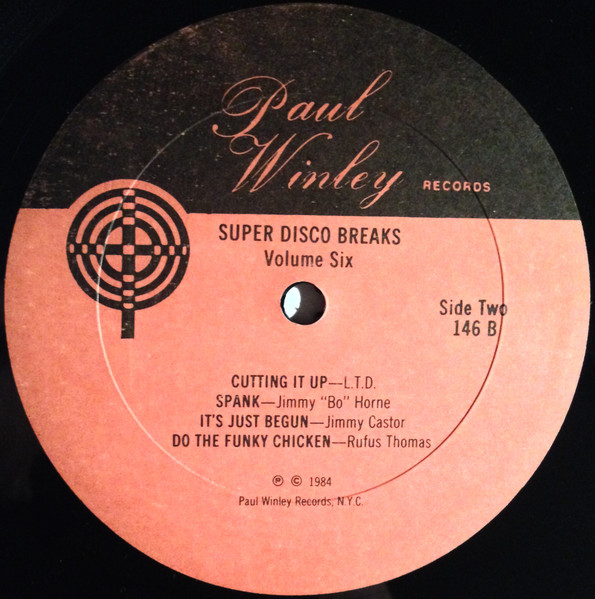 Paul
Winley RECORDS
SUPER DISCO BREAKS
Volume Six
Side Two
146 B
CUTTING IT UP—L.T.D.
SPANK—Jimmy "Bo" Horne
IT'S JUST BEGUN—Jimmy Castor
DO THE FUNKY CHICKEN—Rufus Thomas
℗ © 1984
Paul Winley Records, N.Y.C.